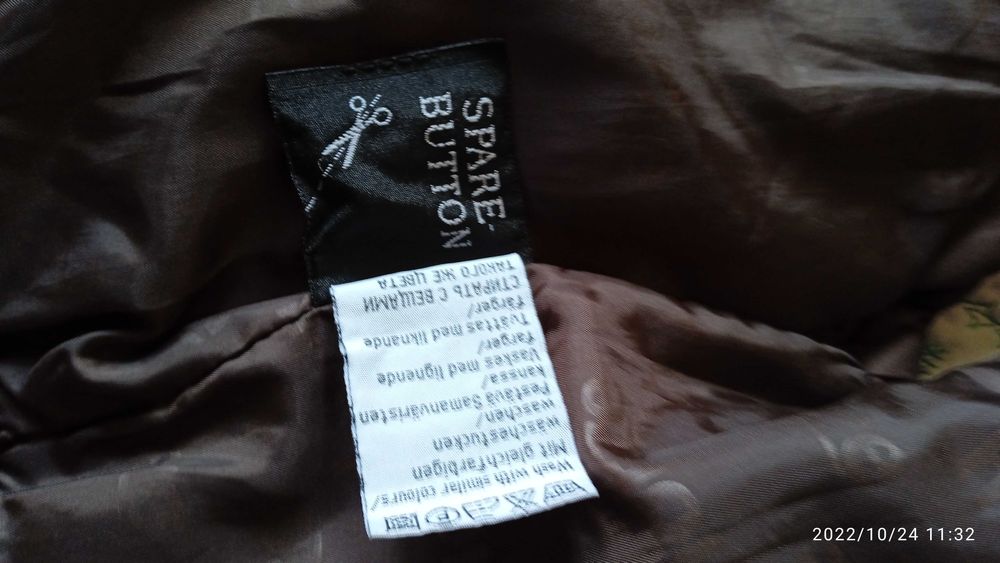 SPARE
BUTTON
Wash with similar colours/
Mit gleichfarbigen
waschestucken
waschen/
Pestävä Samanväristen
kanssa/
Vaskes med lignende
farger/
Tvättas med liknande
färger/
СТИРАТЬ С ВЕЩАМИ
ТАКОГО ЖЕ ЦВЕТА
2022/10/24 11:32